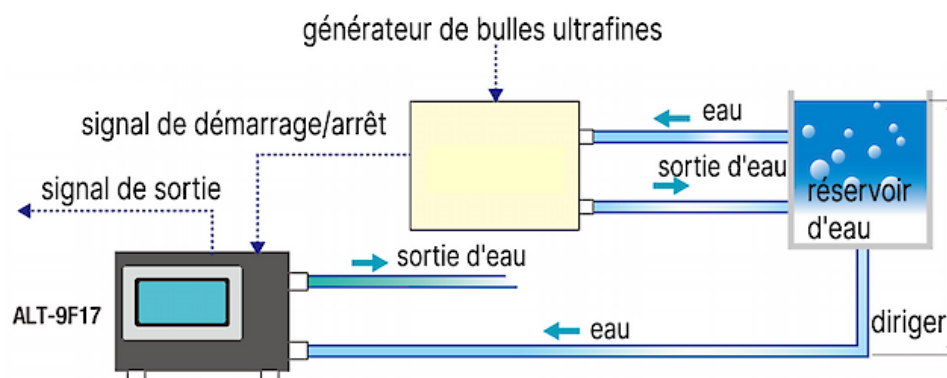 générateur de bulles ultrafines
eau
signal de démarrage/arrêt
sortie d'eau
signal de sortie
réservoir
d'eau
sortie d'eau
ALT-9F17
eau
diriger